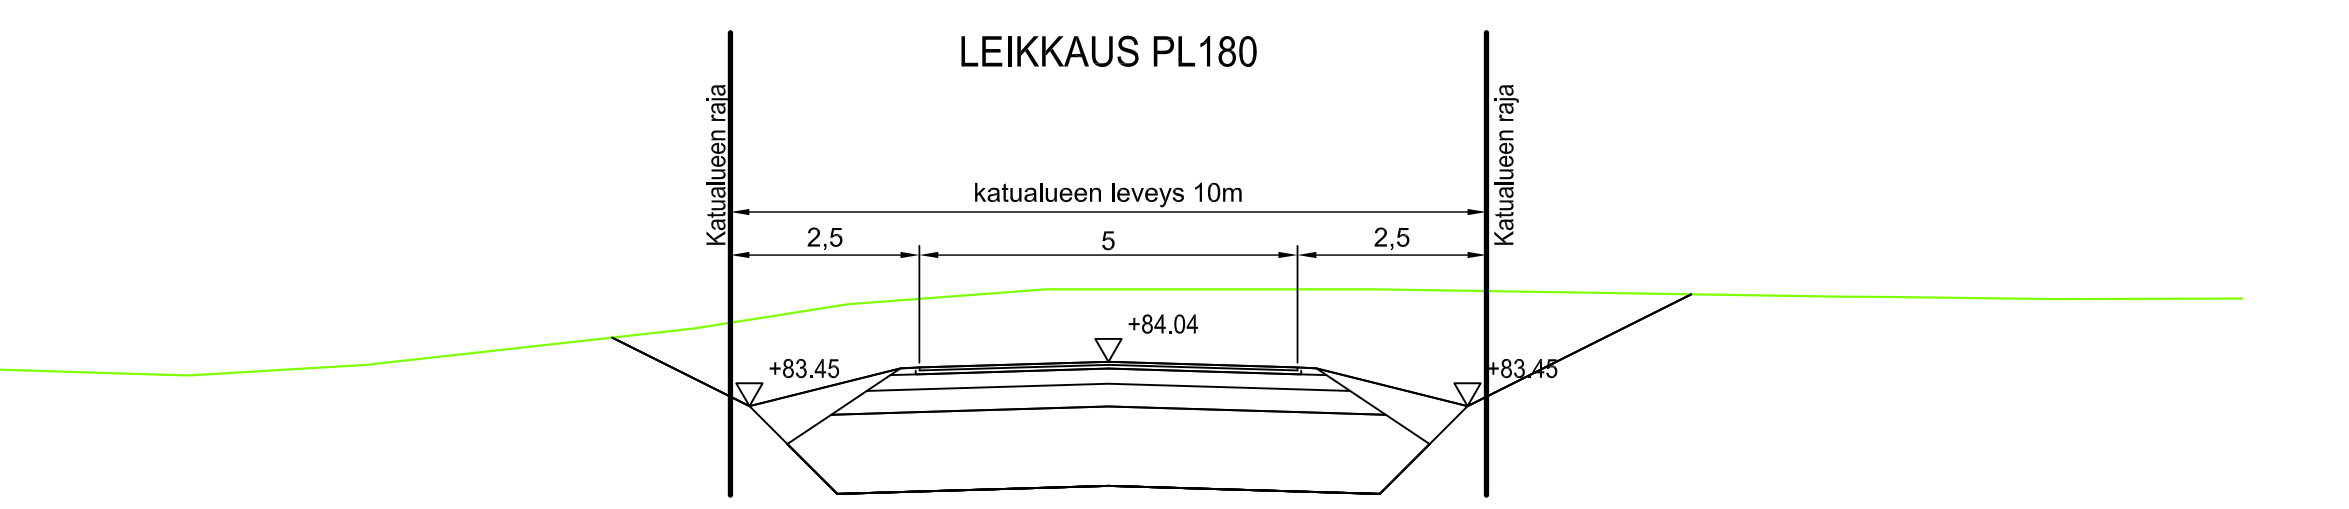 LEIKKAUS PL180
Katualueen raja
Katualueen raja
katualueen leveys 10m
2,5
5
2,5
+84.04
+83.45
+83.45